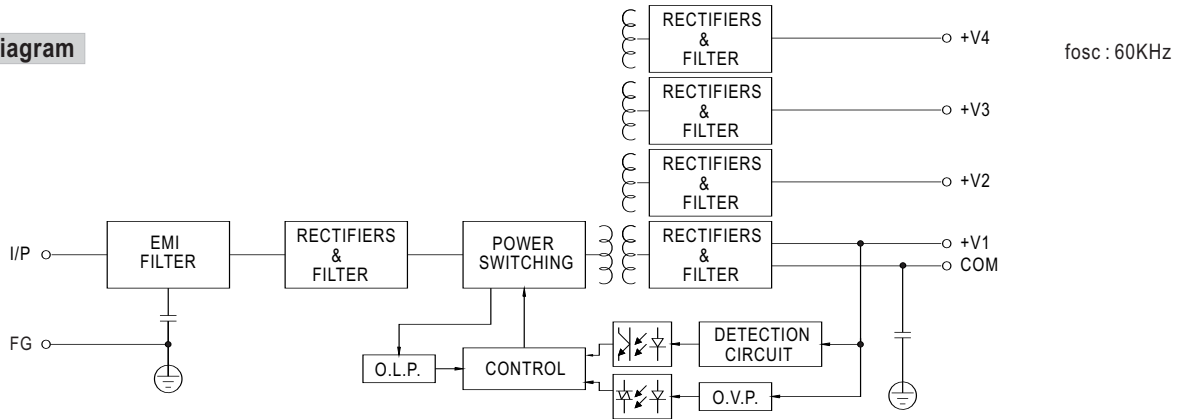 iagram
fosc : 60KHz
RECTIFIERS
&
FILTER
+V4
RECTIFIERS
&
FILTER
+V3
RECTIFIERS
&
FILTER
+V2
I/P
EMI
FILTER
RECTIFIERS
&
FILTER
POWER
SWITCHING
RECTIFIERS
&
FILTER
+V1
COM
FG
O.L.P.
CONTROL
DETECTION
CIRCUIT
O.V.P.